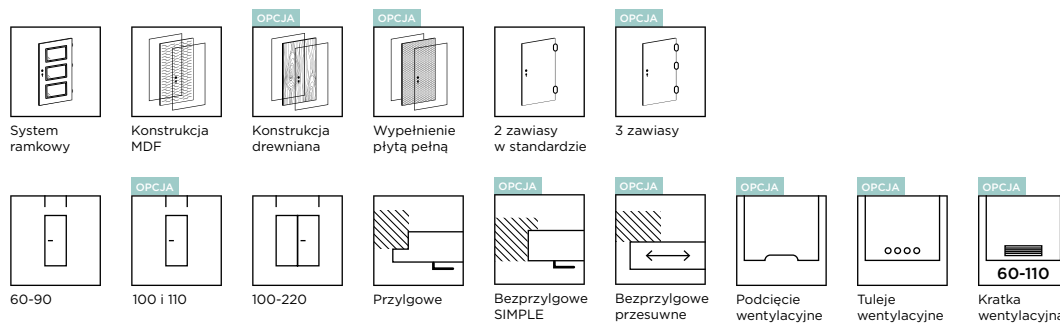 OPCJA
OPCJA
OPCJA
System
ramkowy
Konstrukcja
MDF
Konstrukcja
drewniana
Wypełnienie
płytą pełną
2 zawiasy
w standardzie
3 zawiasy
OPCJA
OPCJA
OPCJA
OPCJA
OPCJA
OPCJA
60-110
60-90
100 i 110
100-220
Przylgowe
Bezprzylgowe
SIMPLE
Bezprzylgowe
przesuwne
Podcięcie
wentylacyjne
Tuleje
wentylacyjne
Kratka
wentylacyjna